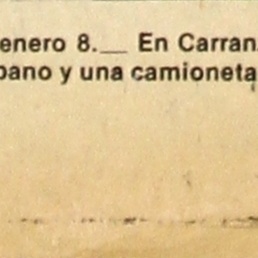 enero 8.__ En Carran
bano y una camioneta